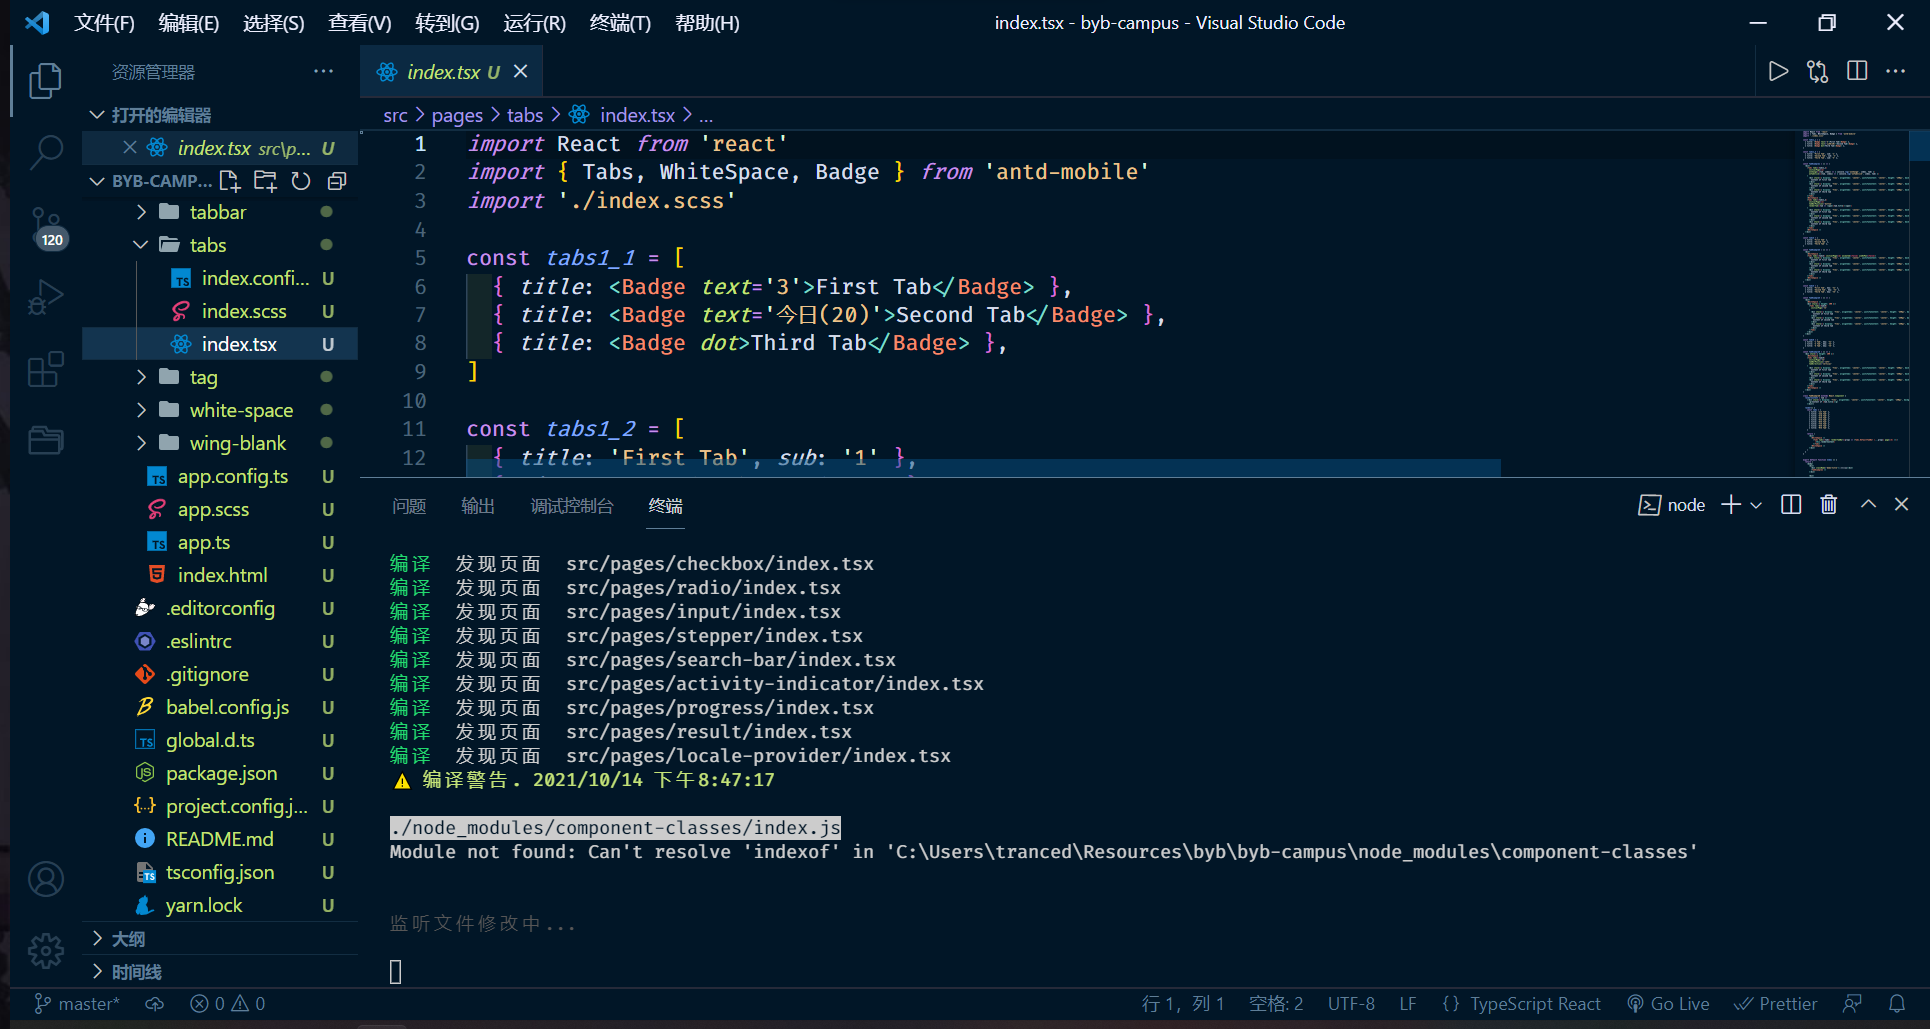 文件(F) 编辑(E) 选择(S) 查看(V) 转到(G) 运行(R) 终端(T) 帮助(H) index.tsx - byb-campus - Visual Studio Code
资源管理器 ···
打开的编辑器
index.tsx src\p... U
BYB-CAMP...
tabbar
tabs
index.confi... U
index.scss U
index.tsx U
tag
white-space
wing-blank
app.config.ts U
app.scss U
app.ts U
index.html U
.editorconfig U
.eslintrc U
.gitignore U
babel.config.js U
global.d.ts U
package.json U
project.config.j... U
README.md U
tsconfig.json U
yarn.lock U
大纲
时间线
120
index.tsx U
src > pages > tabs > index.tsx > ...
1 import React from 'react'
2 import { Tabs, WhiteSpace, Badge } from 'antd-mobile'
3 import './index.scss'
4
5 const tabs1_1 = [
6 { title: <Badge text='3'>First Tab</Badge> },
7 { title: <Badge text='今日(20)'>Second Tab</Badge> },
8 { title: <Badge dot>Third Tab</Badge> },
9 ]
10
11 const tabs1_2 = [
12 { title: 'First Tab', sub: '1' },
问题 输出 调试控制台 终端 node
编译 发现页面 src/pages/checkbox/index.tsx
编译 发现页面 src/pages/radio/index.tsx
编译 发现页面 src/pages/input/index.tsx
编译 发现页面 src/pages/stepper/index.tsx
编译 发现页面 src/pages/search-bar/index.tsx
编译 发现页面 src/pages/activity-indicator/index.tsx
编译 发现页面 src/pages/progress/index.tsx
编译 发现页面 src/pages/result/index.tsx
编译 发现页面 src/pages/locale-provider/index.tsx
⚠ 编译警告. 2021/10/14 下午8:47:17
./node_modules/component-classes/index.js
Module not found: Can't resolve 'indexof' in 'C:\Users\tranced\Resources\byb\byb-campus\node_modules\component-classes'
监听文件修改中...
master* 0 0 行 1，列 1 空格: 2 UTF-8 LF {} TypeScript React Go Live Prettier